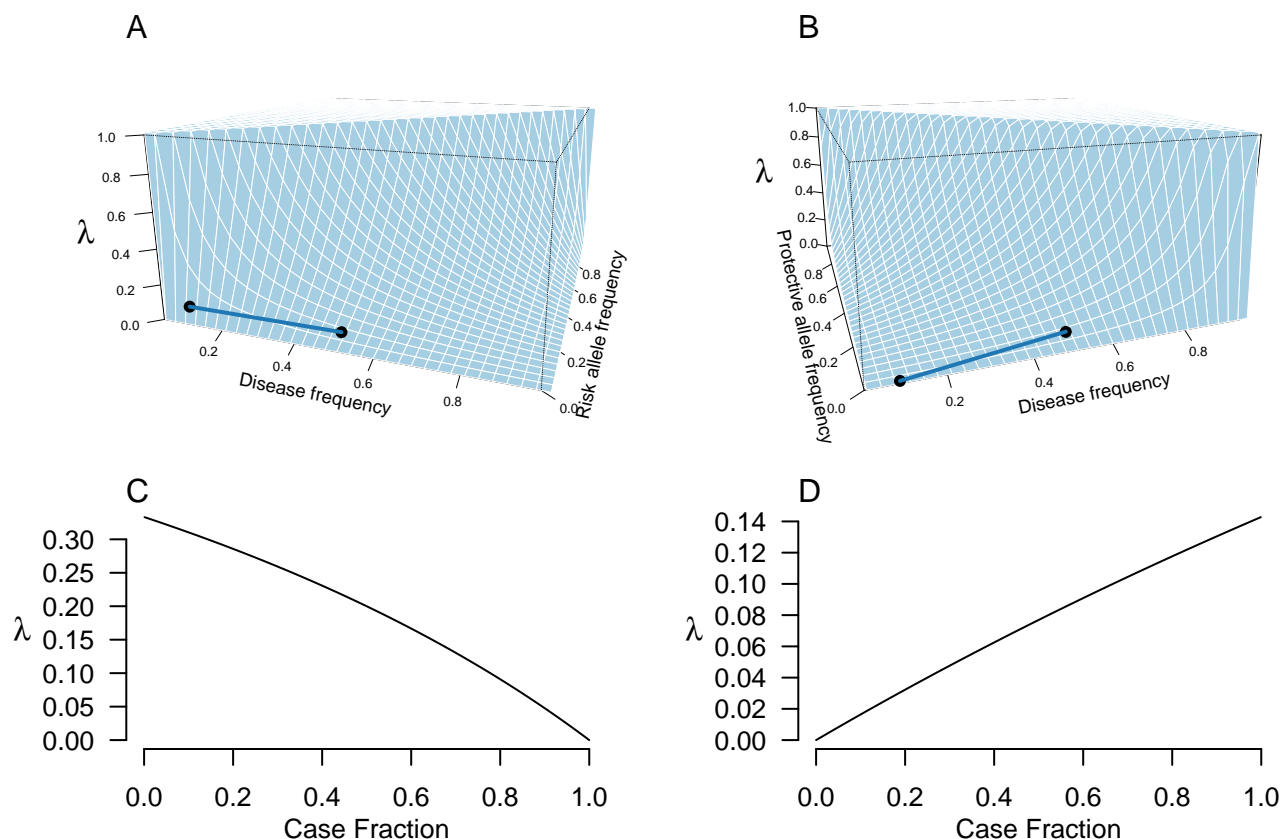 A
1.0
0.8
0.6
0.4
0.2
0.0
λ
0.2
0.4
0.6
0.8
Disease frequency
0.0
0.2
0.4
0.6
0.8
Risk allele frequency
B
1.0
0.8
0.6
0.4
0.2
0.0
λ
0.8
0.6
0.4
0.2
0.0
Protective allele frequency
0.2
0.4
0.6
0.8
Disease frequency
C
0.30
0.25
0.20
0.15
0.10
0.05
0.00
λ
0.0 0.2 0.4 0.6 0.8 1.0
Case Fraction
D
0.14
0.12
0.10
0.08
0.06
0.04
0.02
0.00
λ
0.0 0.2 0.4 0.6 0.8 1.0
Case Fraction